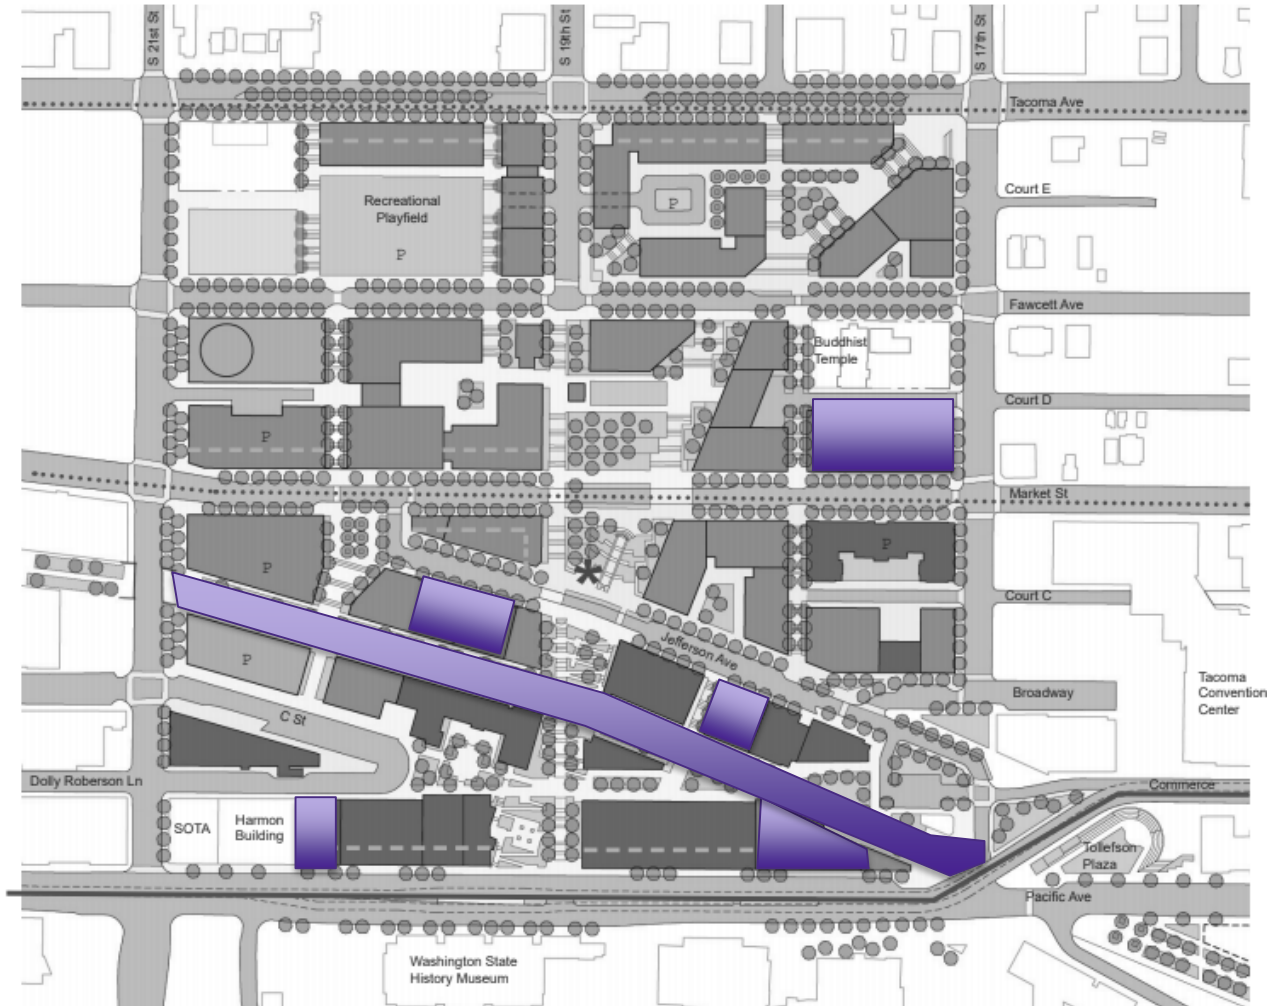 S 21st St
S 19th St
S 17th St
Tacoma Ave
Court E
Recreational
Playfield
P
P
Fawcett Ave
Buddhist
Temple
Court D
P
Market St
P
P
Court C
Jefferson Ave
P
Broadway
Tacoma
Convention
Center
C St
Dolly Roberson Ln
Commerce
SOTA
Harmon
Building
Tollefson
Plaza
Pacific Ave
Washington State
History Museum